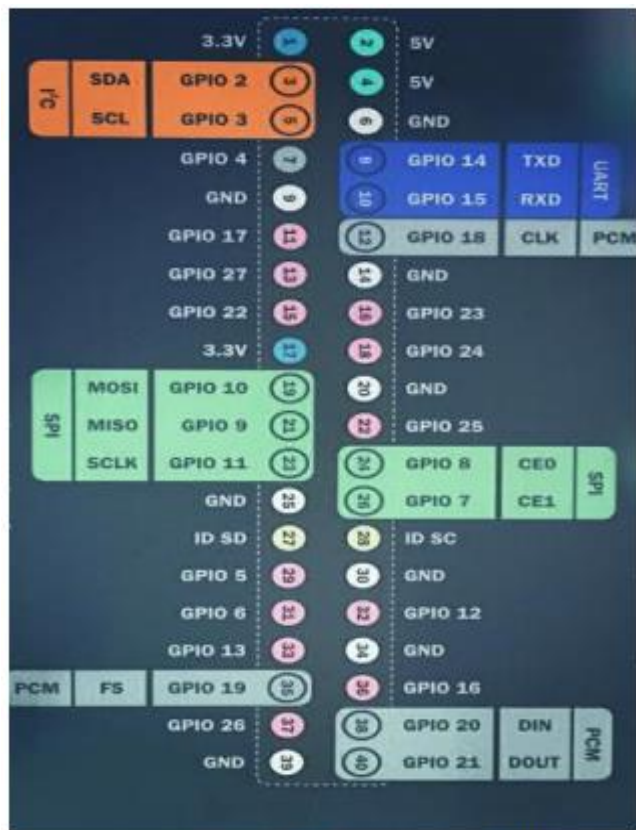 3.3V 1 2 5V
I²C SDA GPIO 2 3 4 5V
SCL GPIO 3 5 6 GND
GPIO 4 7 8 GPIO 14 TXD UART
GND 9 10 GPIO 15 RXD
GPIO 17 11 12 GPIO 18 CLK PCM
GPIO 27 13 14 GND
GPIO 22 15 16 GPIO 23
3.3V 17 18 GPIO 24
SPI MOSI GPIO 10 19 20 GND
MISO GPIO 9 21 22 GPIO 25
SCLK GPIO 11 23 24 GPIO 8 CE0 SPI
GND 25 26 GPIO 7 CE1
ID SD 27 28 ID SC
GPIO 5 29 30 GND
GPIO 6 31 32 GPIO 12
GPIO 13 33 34 GND
PCM FS GPIO 19 35 36 GPIO 16
GPIO 26 37 38 GPIO 20 DIN PCM
GND 39 40 GPIO 21 DOUT